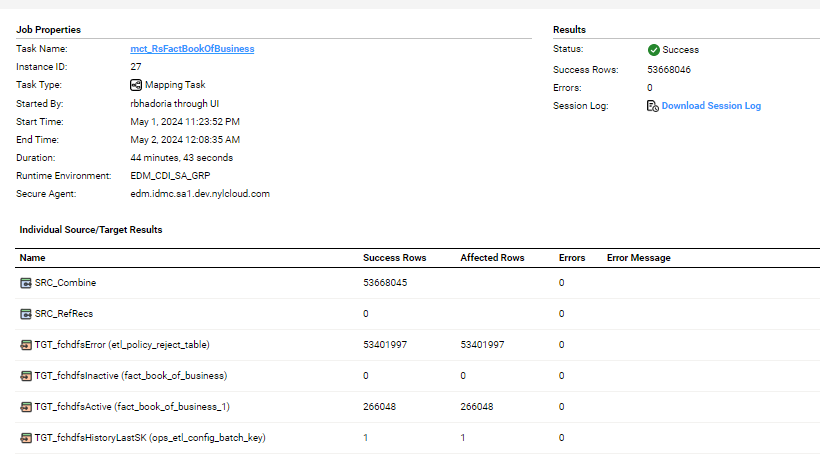 Job Properties
Task Name: mct_RsFactBookOfBusiness
Instance ID: 27
Task Type: Mapping Task
Started By: rbhadoria through UI
Start Time: May 1, 2024 11:23:52 PM
End Time: May 2, 2024 12:08:35 AM
Duration: 44 minutes, 43 seconds
Runtime Environment: EDM_CDI_SA_GRP
Secure Agent: edm.idmc.sa1.dev.nylcloud.com
Results
Status: Success
Success Rows: 53668046
Errors: 0
Session Log: Download Session Log
Individual Source/Target Results
Name Success Rows Affected Rows Errors Error Message
SRC_Combine 53668045 0
SRC_RefRecs 0 0
TGT_fchdfsError (etl_policy_reject_table) 53401997 53401997 0
TGT_fchdfsInactive (fact_book_of_business) 0 0 0
TGT_fchdfsActive (fact_book_of_business_1) 266048 266048 0
TGT_fchdfsHistoryLastSK (ops_etl_config_batch_key) 1 1 0